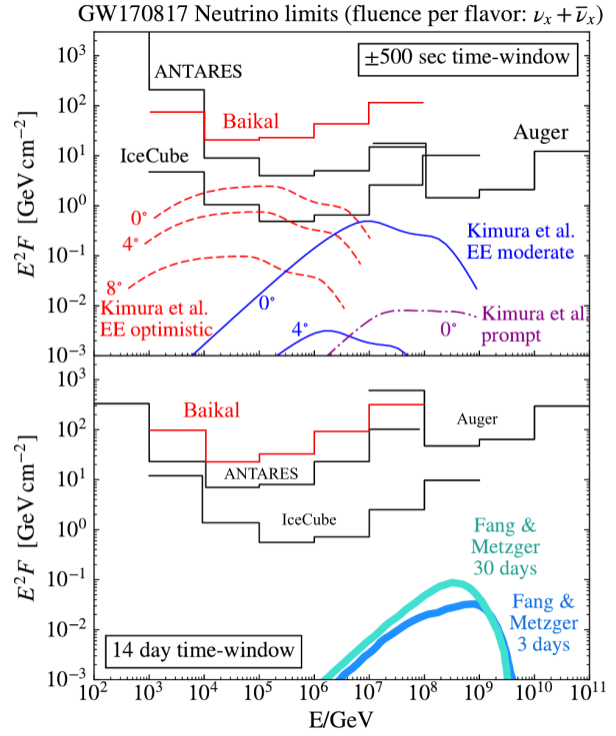 GW170817 Neutrino limits (fluence per flavor: νₓ + ν̅ₓ)
±500 sec time-window
ANTARES
Baikal
Auger
IceCube
0°
4°
8°
Kimura et al.
EE optimistic
Kimura et al.
EE moderate
0°
4°
Kimura et al
prompt
0°
E²F [GeV cm⁻²]
10³
10²
10¹
10⁰
10⁻¹
10⁻²
10⁻³
Baikal
Auger
ANTARES
IceCube
Fang &
Metzger
30 days
Fang &
Metzger
3 days
14 day time-window
E²F [GeV cm⁻²]
10³
10²
10¹
10⁰
10⁻¹
10⁻²
10⁻³
10² 10³ 10⁴ 10⁵ 10⁶ 10⁷ 10⁸ 10⁹ 10¹⁰ 10¹¹
E/GeV